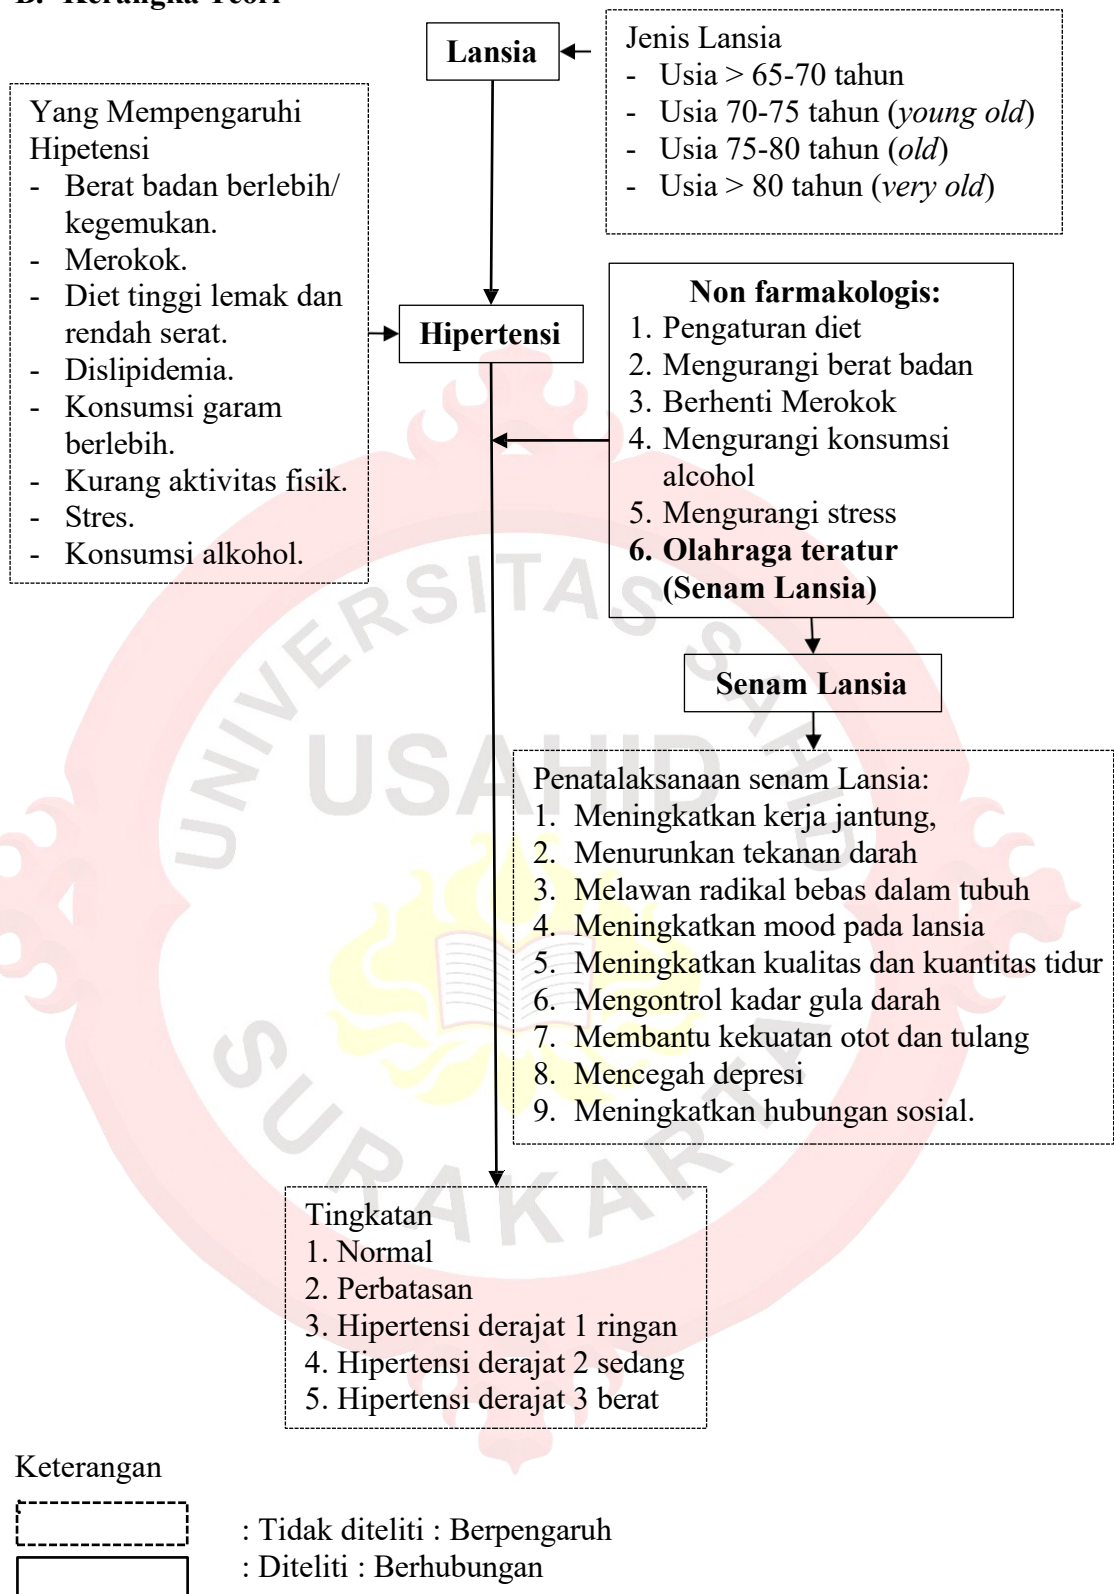 B. Kerangka Teori
Lansia
Jenis Lansia
- Usia > 65-70 tahun
- Usia 70-75 tahun (young old)
- Usia 75-80 tahun (old)
- Usia > 80 tahun (very old)
Yang Mempengaruhi
Hipetensi
- Berat badan berlebih/
kegemukan.
- Merokok.
- Diet tinggi lemak dan
rendah serat.
- Dislipidemia.
- Konsumsi garam
berlebih.
- Kurang aktivitas fisik.
- Stres.
- Konsumsi alkohol.
Hipertensi
Non farmakologis:
1. Pengaturan diet
2. Mengurangi berat badan
3. Berhenti Merokok
4. Mengurangi konsumsi
alcohol
5. Mengurangi stress
6. Olahraga teratur
(Senam Lansia)
Senam Lansia
Penatalaksanaan senam Lansia:
1. Meningkatkan kerja jantung,
2. Menurunkan tekanan darah
3. Melawan radikal bebas dalam tubuh
4. Meningkatkan mood pada lansia
5. Meningkatkan kualitas dan kuantitas tidur
6. Mengontrol kadar gula darah
7. Membantu kekuatan otot dan tulang
8. Mencegah depresi
9. Meningkatkan hubungan sosial.
Tingkatan
1. Normal
2. Perbatasan
3. Hipertensi derajat 1 ringan
4. Hipertensi derajat 2 sedang
5. Hipertensi derajat 3 berat
Keterangan
: Tidak diteliti : Berpengaruh
: Diteliti : Berhubungan
UNIVERSITAS SAHID
USAHID
SURAKARTA